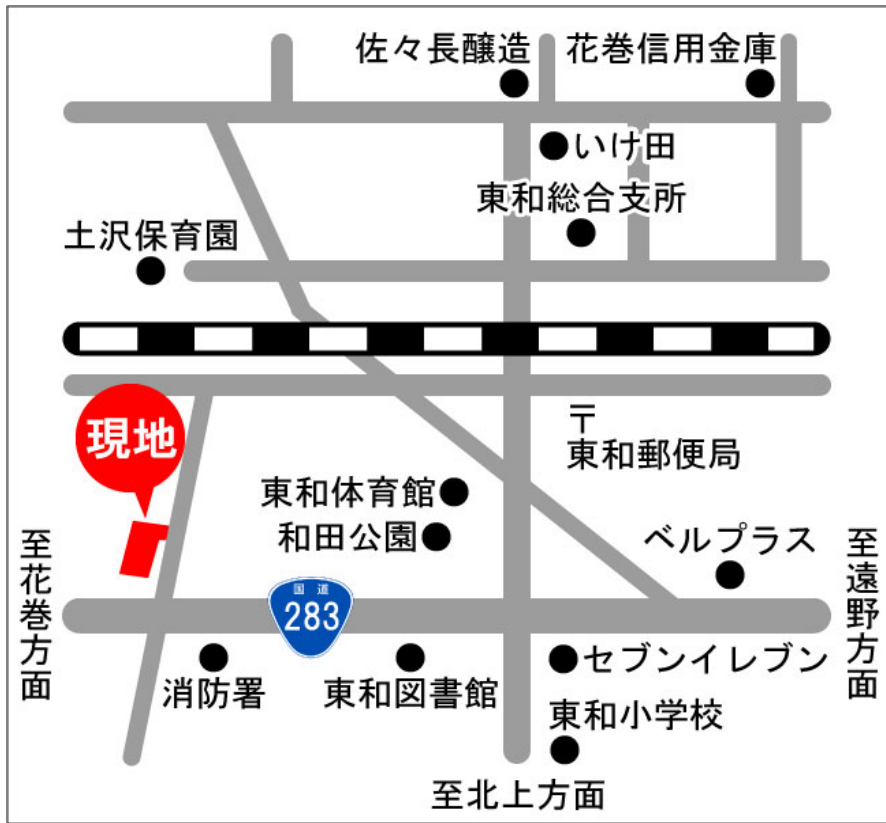 佐々長醸造
花巻信用金庫
いけ田
東和総合支所
土沢保育園
現地
〒
東和郵便局
東和体育館
和田公園
ベルプラス
至花巻方面
至遠野方面
国道
283
消防署
東和図書館
セブンイレブン
東和小学校
至北上方面